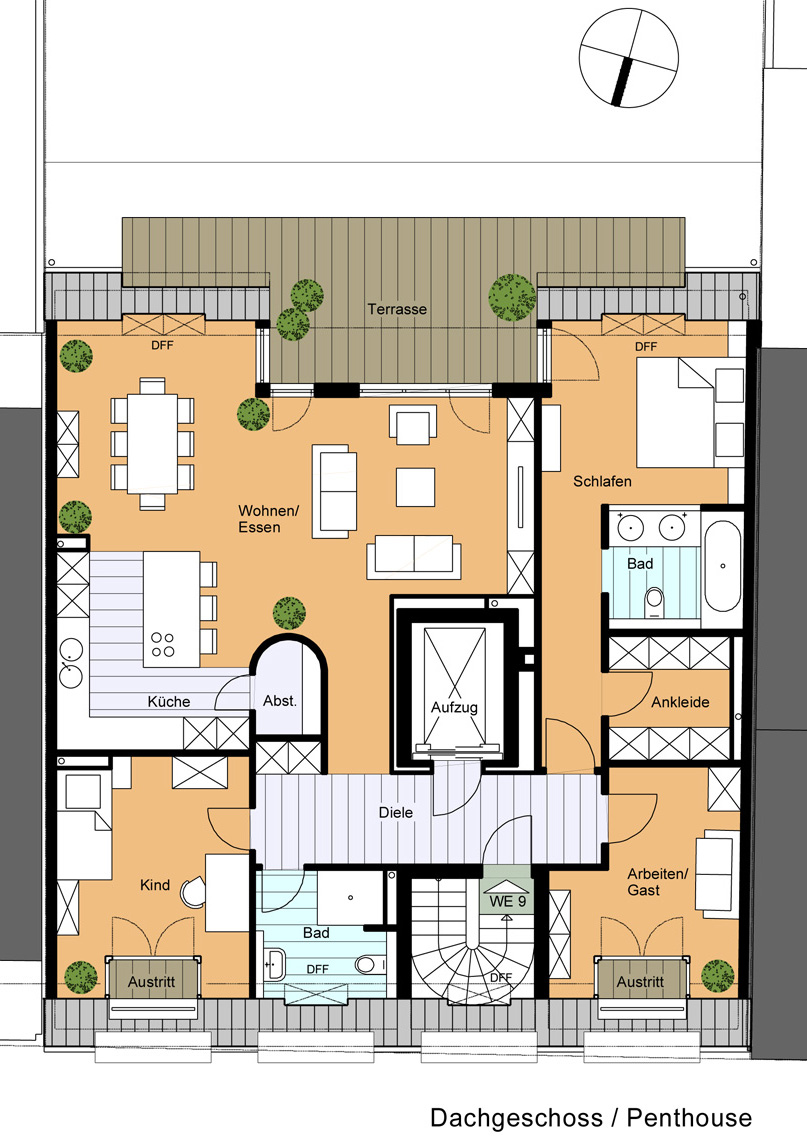 Terrasse
DFF
DFF
Schlafen
Wohnen/
Essen
Bad
Küche
Abst.
Aufzug
Ankleide
Diele
Kind
Arbeiten/
Gast
WE 9
Bad
DFF
DFF
Austritt
Austritt
Dachgeschoss / Penthouse